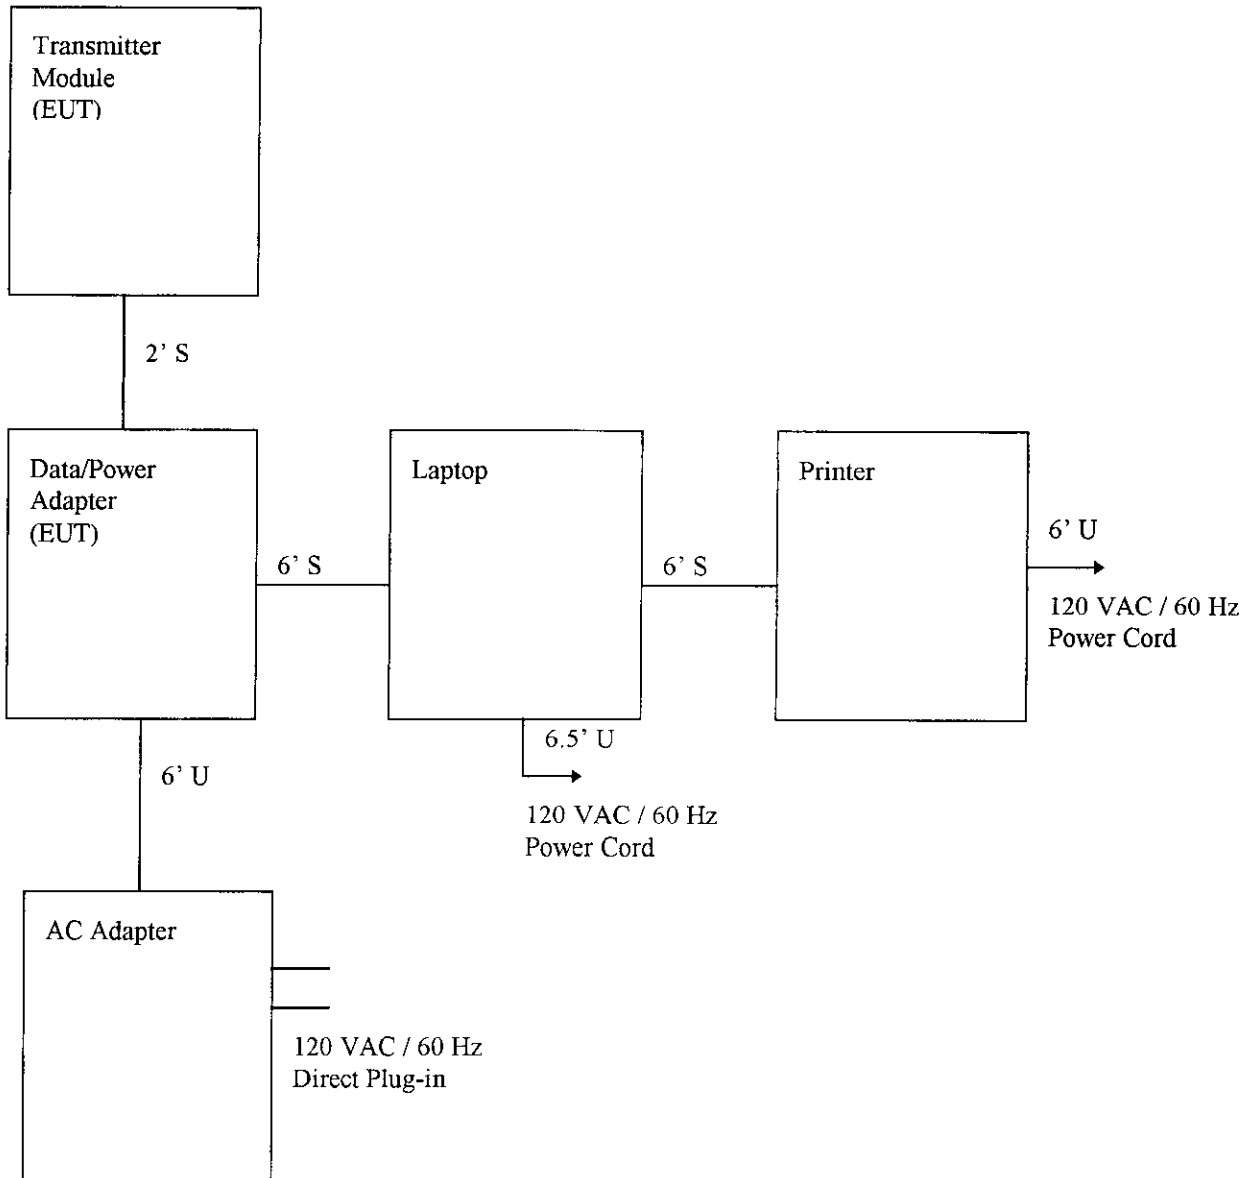 Transmitter
Module
(EUT)
2’ S
Data/Power
Adapter
(EUT)
6’ S
Laptop
6’ S
Printer
6’ U
120 VAC / 60 Hz
Power Cord
6.5’ U
120 VAC / 60 Hz
Power Cord
6’ U
AC Adapter
120 VAC / 60 Hz
Direct Plug-in